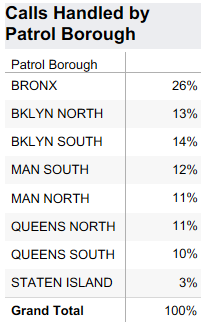 Calls Handled by
Patrol Borough
Patrol Borough
BRONX 26%
BKLYN NORTH 13%
BKLYN SOUTH 14%
MAN SOUTH 12%
MAN NORTH 11%
QUEENS NORTH 11%
QUEENS SOUTH 10%
STATEN ISLAND 3%
Grand Total 100%